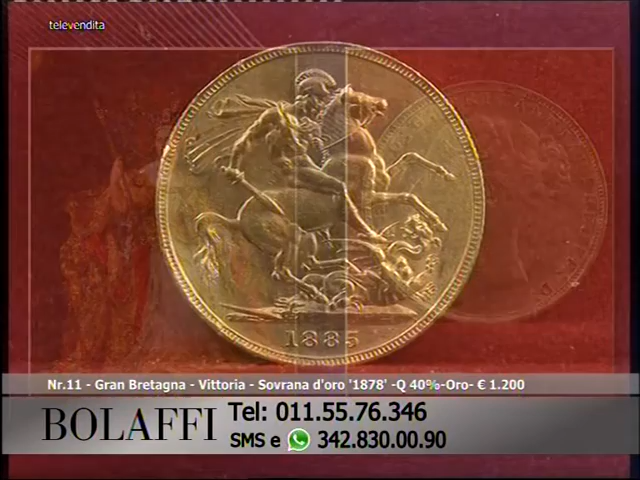 televendita
1885
Nr.11 - Gran Bretagna - Vittoria - Sovrana d'oro '1878' -Q 40%-Oro- € 1.200
BOLAFFI
Tel: 011.55.76.346
SMS e 342.830.00.90